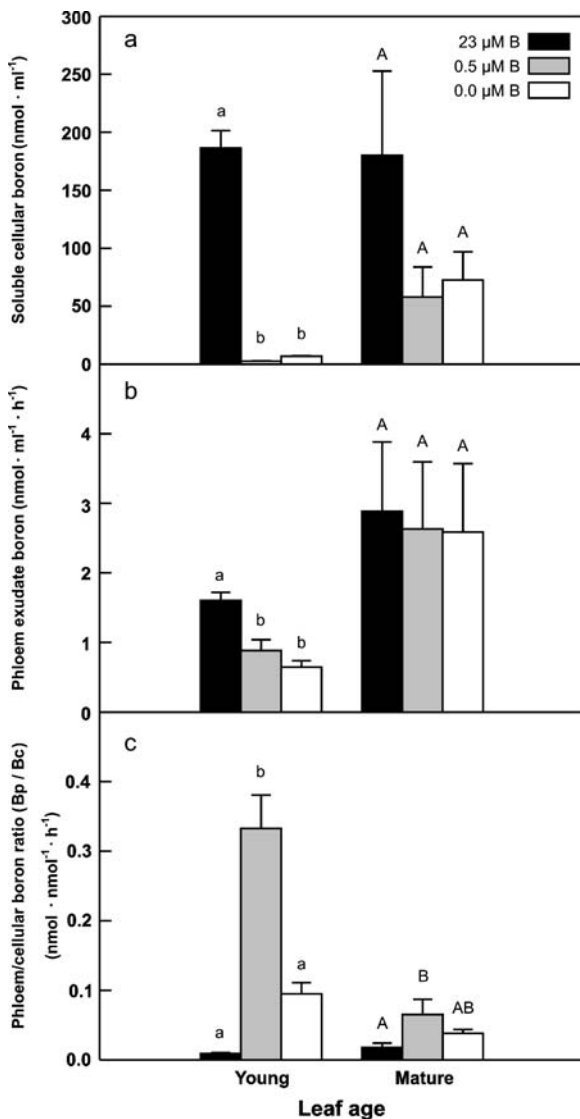 a
23 µM B
0.5 µM B
0.0 µM B
Soluble cellular boron (nmol · ml⁻¹)
300
250
200
150
100
50
0
a
b
b
A
A
A
b
Phloem exudate boron (nmol · ml⁻¹ · h⁻¹)
4
3
2
1
0
a
b
b
A
A
A
c
Phloem/cellular boron ratio (Bp / Bc)
(nmol · nmol⁻¹ · h⁻¹)
0.4
0.3
0.2
0.1
0.0
a
b
a
A
B
AB
Young
Mature
Leaf age